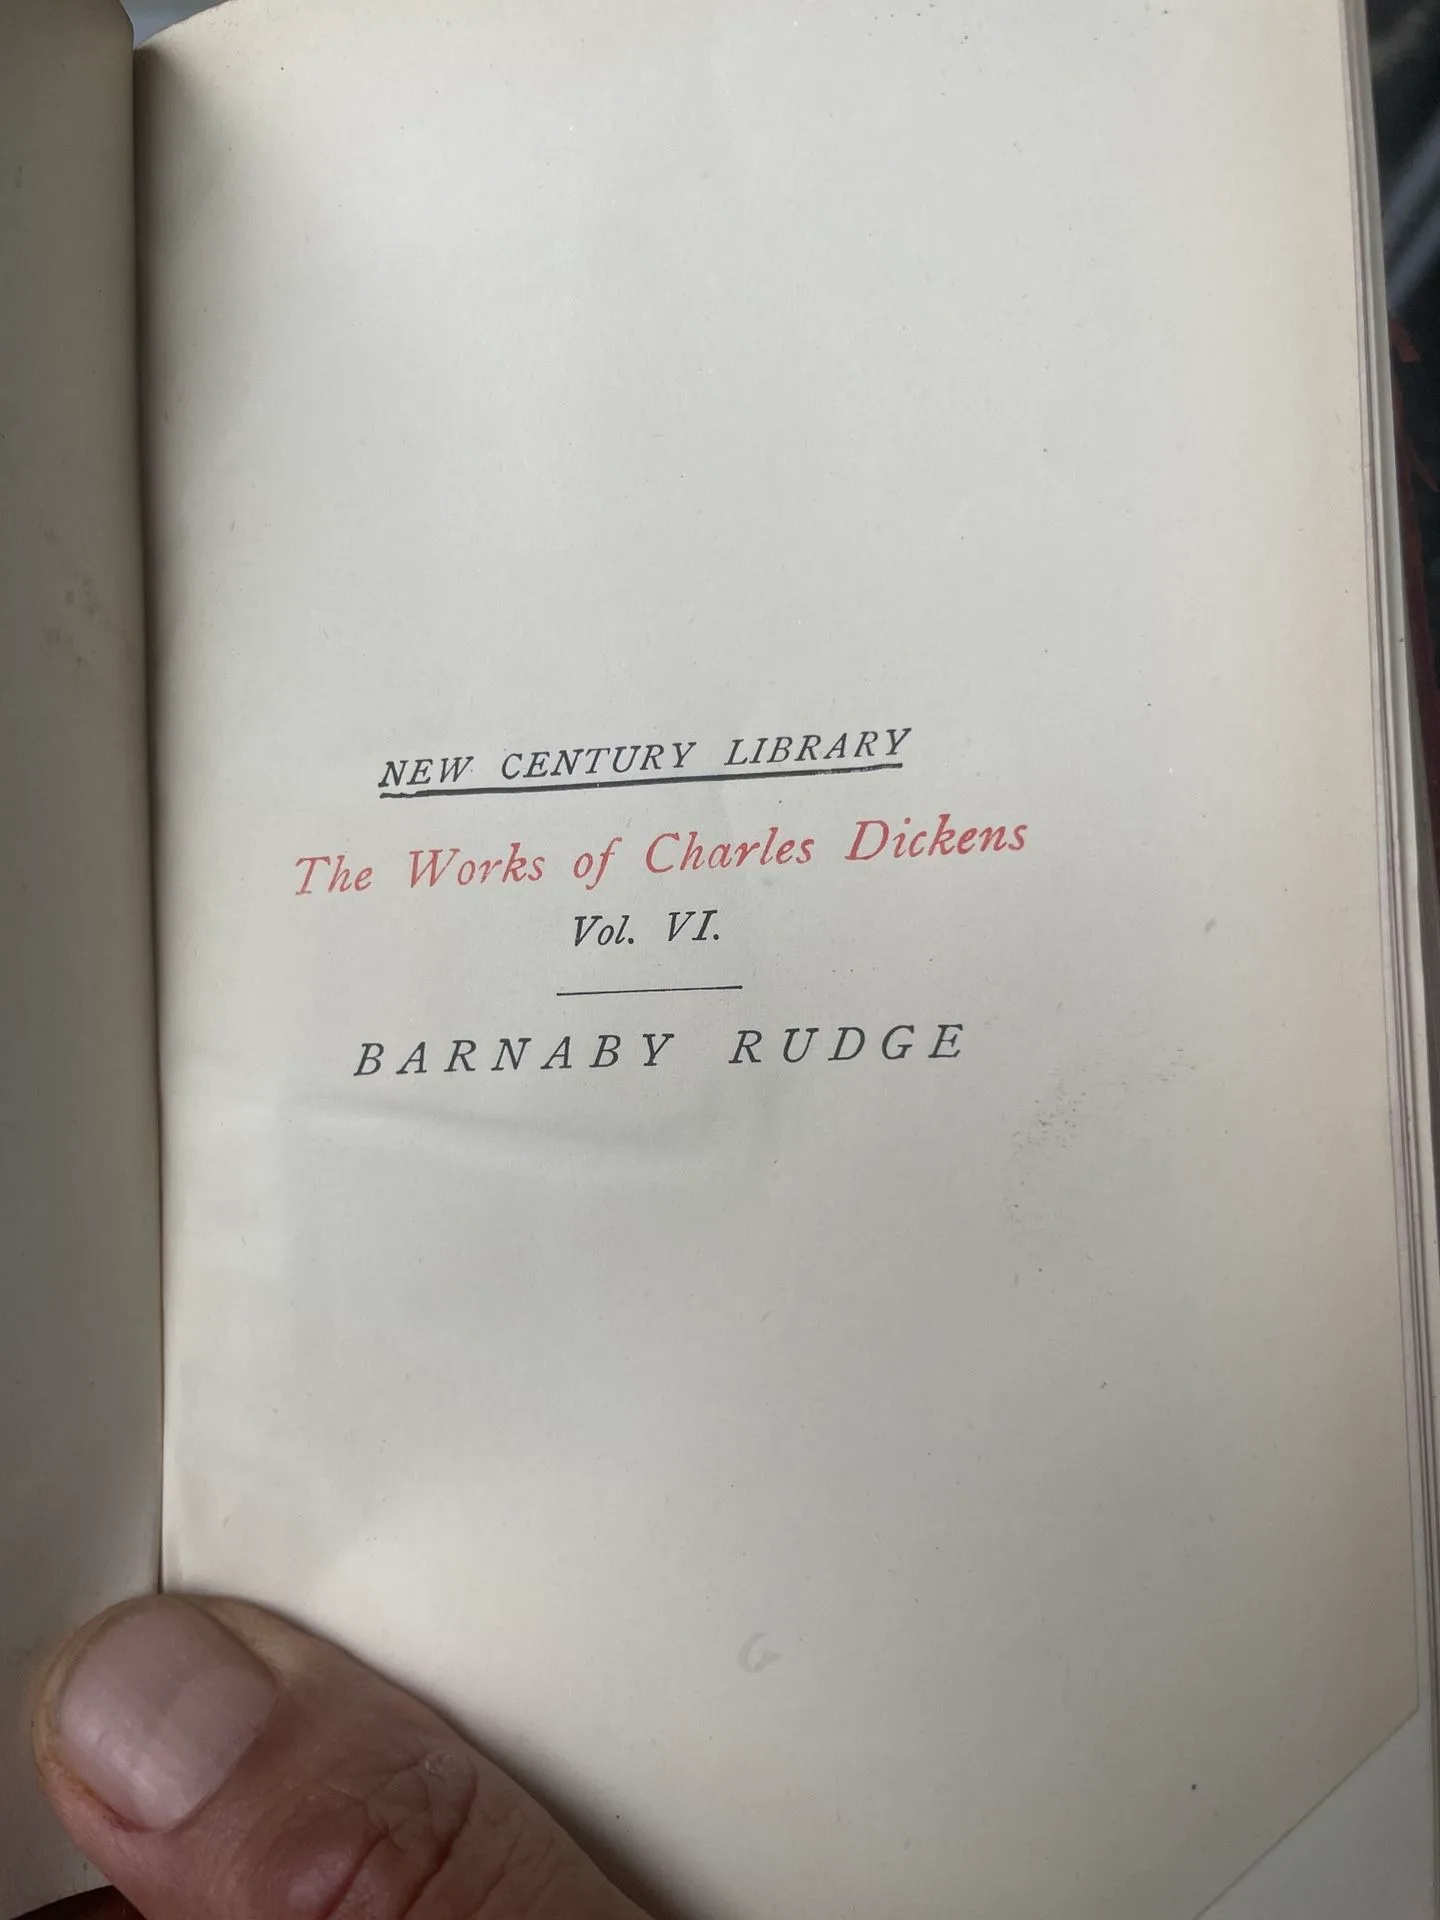 NEW CENTURY LIBRARY
The Works of Charles Dickens
Vol. VI.
BARNABY RUDGE